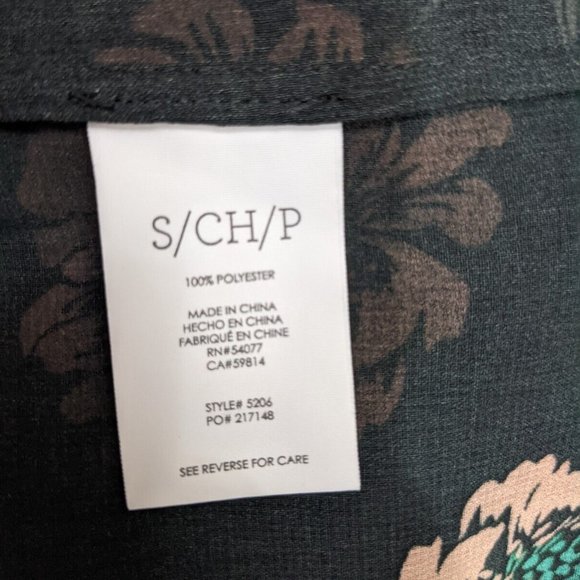 S/CH/P
100% POLYESTER
MADE IN CHINA
HECHO EN CHINA
FABRIQUÉ EN CHINE
RN#54077
CA#59814
STYLE# 5206
PO# 217148
SEE REVERSE FOR CARE